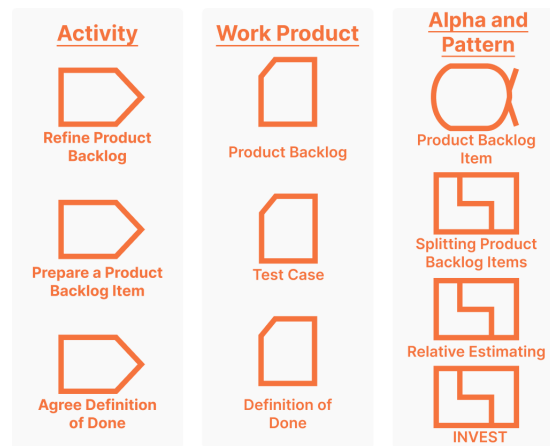 Activity
Refine Product
Backlog
Prepare a Product
Backlog Item
Agree Definition
of Done
Work Product
Product Backlog
Test Case
Definition of
Done
Alpha and
Pattern
Product Backlog
Item
Splitting Product
Backlog Items
Relative Estimating
INVEST